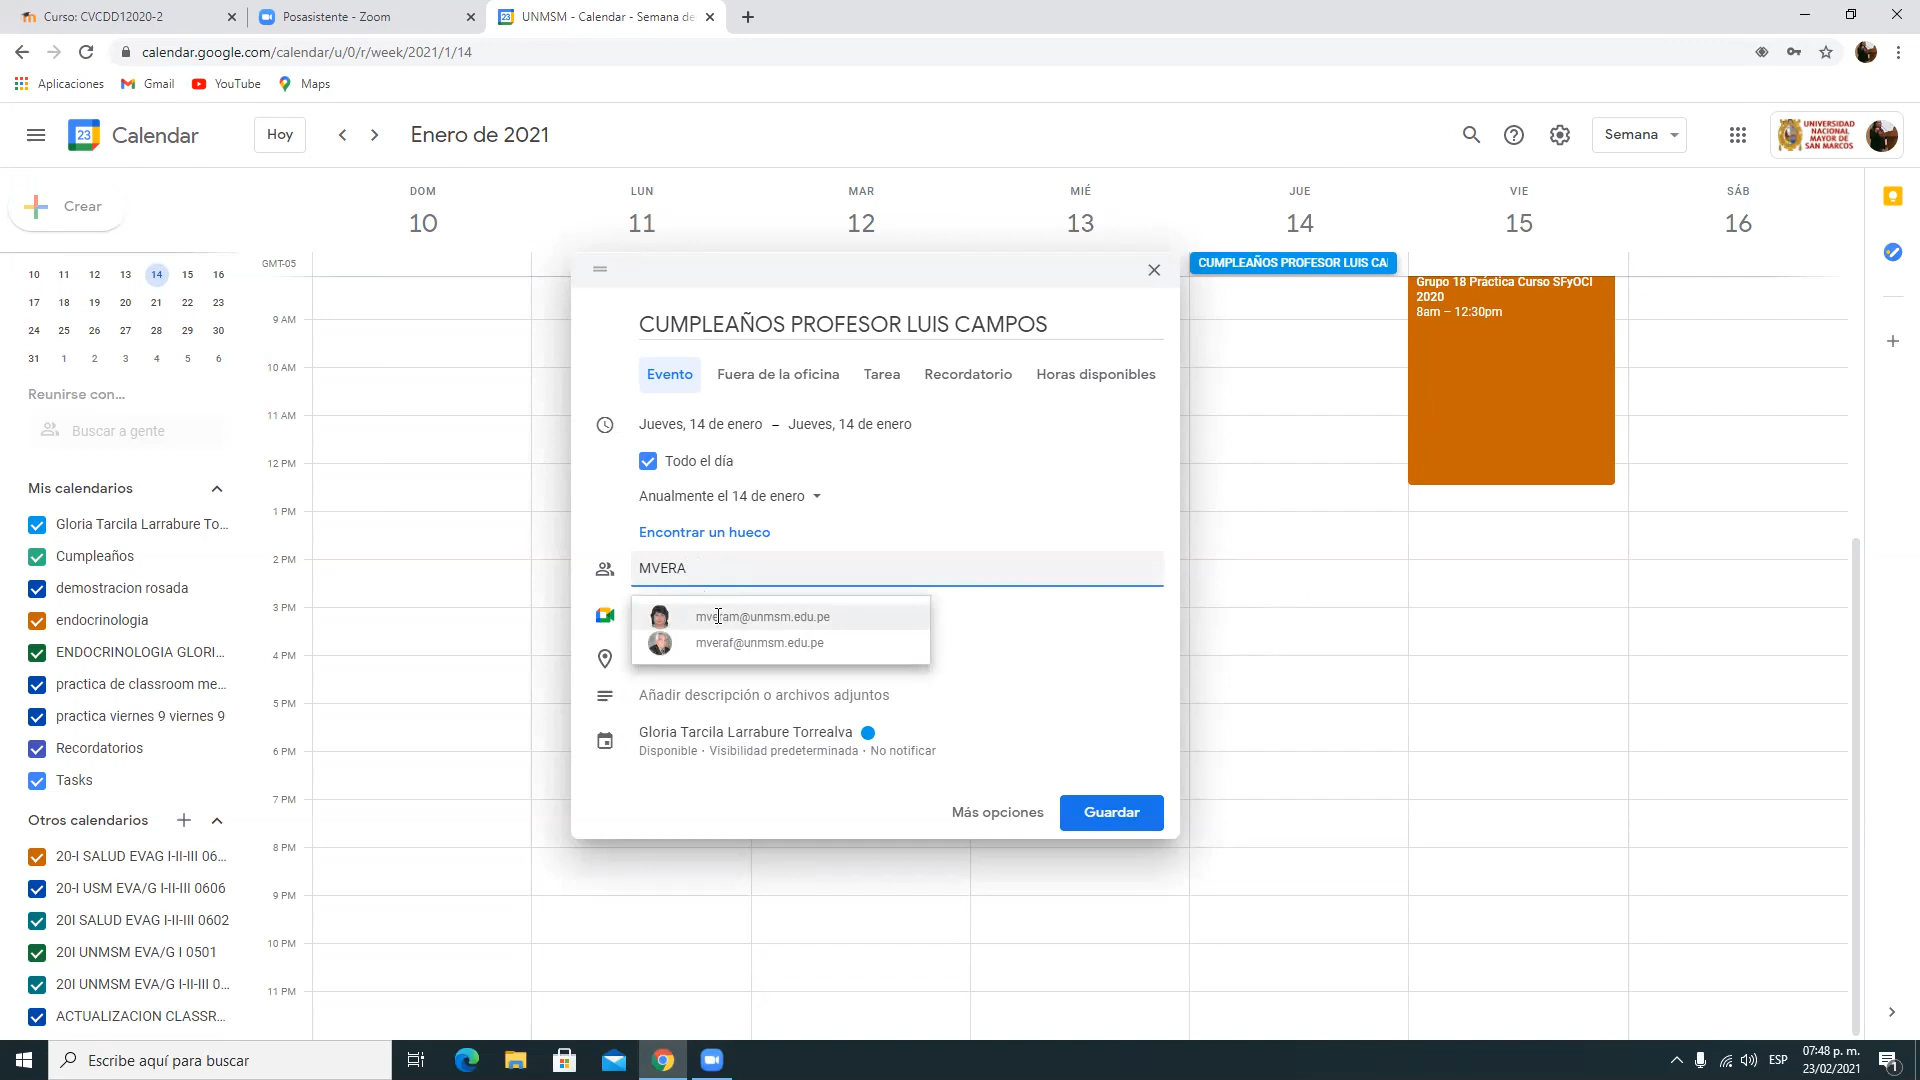 Curso: CVCDD12020-2
Posasistente - Zoom
UNMSM - Calendar - Semana de
calendar.google.com/calendar/u/0/r/week/2021/1/14
Aplicaciones
Gmail
YouTube
Maps
23
Calendar
Hoy
Enero de 2021
Semana
UNIVERSIDAD
NACIONAL
MAYOR DE
SAN MARCOS
Crear
DOM
LUN
MAR
MIÉ
JUE
VIE
SÁB
10
11
12
13
14
15
16
GMT-05
CUMPLEAÑOS PROFESOR LUIS CA
10 11 12 13 14 15 16
17 18 19 20 21 22 23
24 25 26 27 28 29 30
31 1 2 3 4 5 6
Reunirse con...
Buscar a gente
Mis calendarios
Gloria Tarcila Larrabure To...
Cumpleaños
demostracion rosada
endocrinologia
ENDOCRINOLOGIA GLORI...
practica de classroom me...
practica viernes 9 viernes 9
Recordatorios
Tasks
Otros calendarios
20-I SALUD EVAG I-II-III 06...
20-I USM EVA/G I-II-III 0606
20I SALUD EVAG I-II-III 0602
20I UNMSM EVA/G I 0501
20I UNMSM EVA/G I-II-III 0...
ACTUALIZACION CLASSR...
9 AM
10 AM
11 AM
12 PM
1 PM
2 PM
3 PM
4 PM
5 PM
6 PM
7 PM
8 PM
9 PM
10 PM
11 PM
CUMPLEAÑOS PROFESOR LUIS CAMPOS
Evento
Fuera de la oficina
Tarea
Recordatorio
Horas disponibles
Jueves, 14 de enero – Jueves, 14 de enero
Todo el día
Anualmente el 14 de enero
Encontrar un hueco
MVERA
mveram@unmsm.edu.pe
mveraf@unmsm.edu.pe
Añadir descripción o archivos adjuntos
Gloria Tarcila Larrabure Torrealva
Disponible · Visibilidad predeterminada · No notificar
Más opciones
Guardar
Grupo 18 Práctica Curso SFyOCI
2020
8am – 12:30pm
Escribe aquí para buscar
ESP
07:48 p. m.
23/02/2021
1